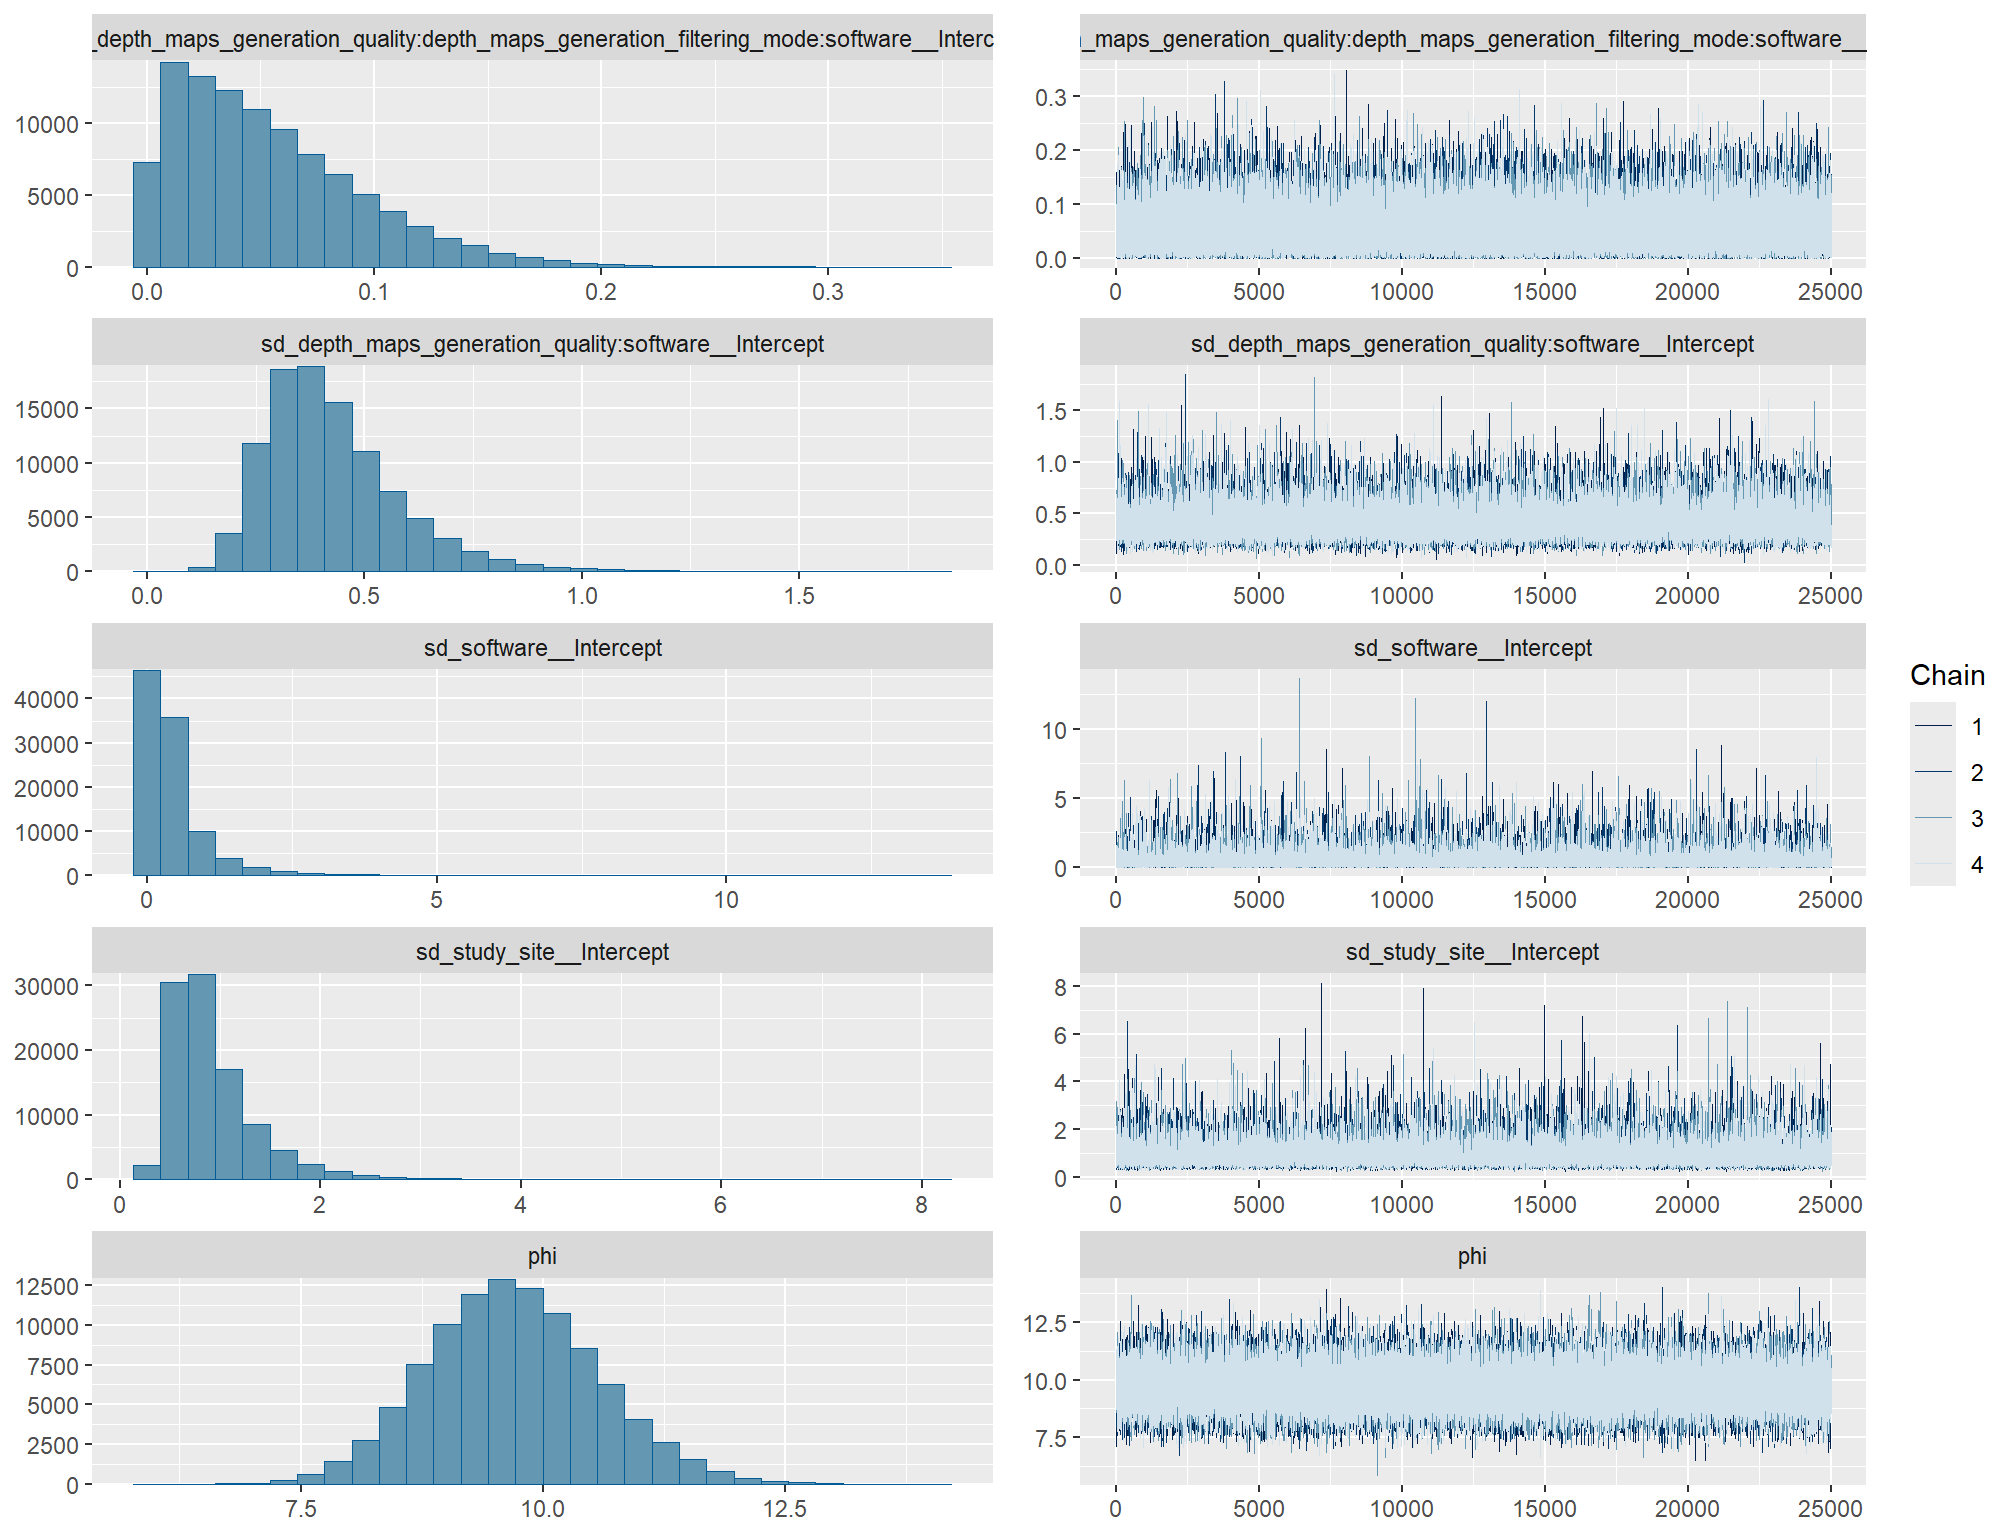 _depth_maps_generation_quality:depth_maps_generation_filtering_mode:software__Interc
10000
5000
0
0.0 0.1 0.2 0.3
_maps_generation_quality:depth_maps_generation_filtering_mode:software__
0.3
0.2
0.1
0.0
0 5000 10000 15000 20000 25000
sd_depth_maps_generation_quality:software__Intercept
15000
10000
5000
0
0.0 0.5 1.0 1.5
sd_depth_maps_generation_quality:software__Intercept
1.5
1.0
0.5
0.0
0 5000 10000 15000 20000 25000
sd_software__Intercept
40000
30000
20000
10000
0
0 5 10
sd_software__Intercept
10
5
0
0 5000 10000 15000 20000 25000
sd_study_site__Intercept
30000
20000
10000
0
0 2 4 6 8
sd_study_site__Intercept
8
6
4
2
0
0 5000 10000 15000 20000 25000
phi
12500
10000
7500
5000
2500
0
7.5 10.0 12.5
phi
12.5
10.0
7.5
0 5000 10000 15000 20000 25000
Chain
1
2
3
4